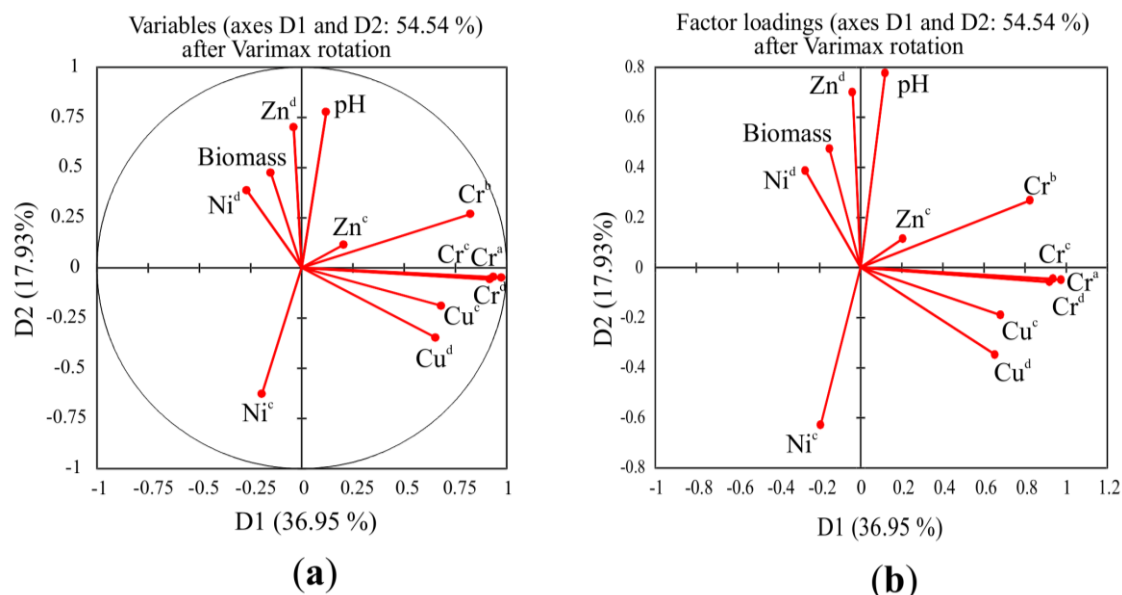 Variables (axes D1 and D2: 54.54 %)
after Varimax rotation
1
0.75
0.5
0.25
0
-0.25
-0.5
-0.75
-1
D2 (17.93%)
Zn^d
pH
Biomass
Ni^d
Cr^b
Zn^c
Cr^c Cr^a
Cr^d
Cu^c
Cu^d
Ni^c
-1 -0.75 -0.5 -0.25 0 0.25 0.5 0.75 1
D1 (36.95 %)
(a)
Factor loadings (axes D1 and D2: 54.54 %)
after Varimax rotation
0.8
0.6
0.4
0.2
0
-0.2
-0.4
-0.6
-0.8
D2 (17.93%)
Zn^d
pH
Biomass
Ni^d
Cr^b
Zn^c
Cr^c
Cr^a
Cr^d
Cu^c
Cu^d
Ni^c
-1 -0.8 -0.6 -0.4 -0.2 0 0.2 0.4 0.6 0.8 1 1.2
D1 (36.95 %)
(b)